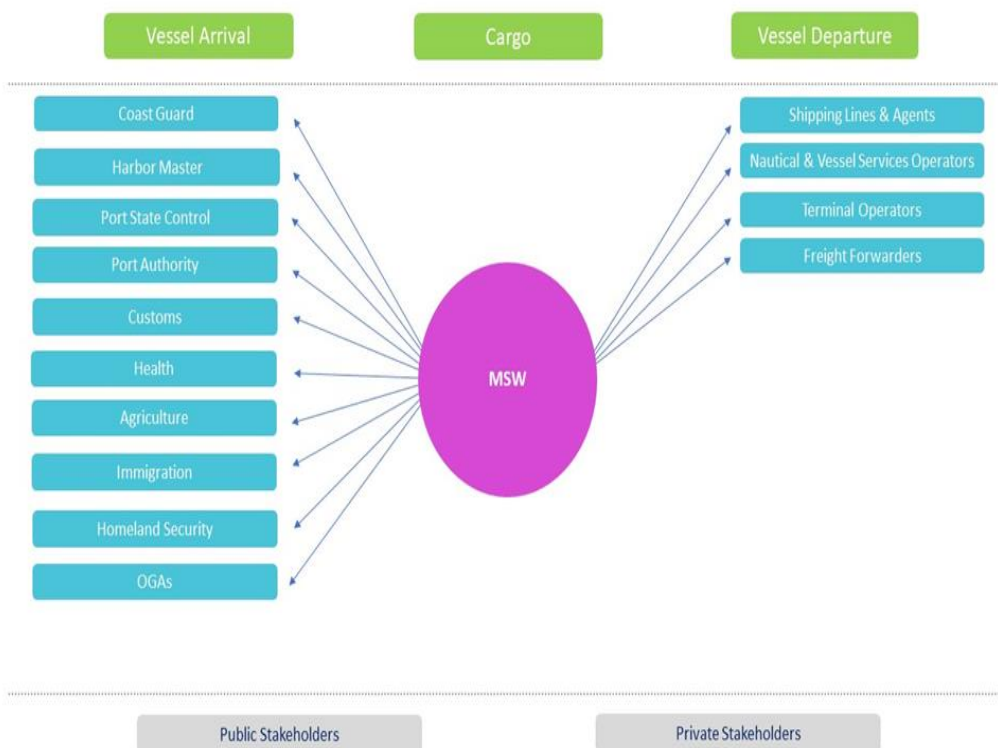 Vessel Arrival
Cargo
Vessel Departure
Coast Guard
Harbor Master
Port State Control
Port Authority
Customs
Health
Agriculture
Immigration
Homeland Security
OGAs
MSW
Shipping Lines & Agents
Nautical & Vessel Services Operators
Terminal Operators
Freight Forwarders
Public Stakeholders
Private Stakeholders